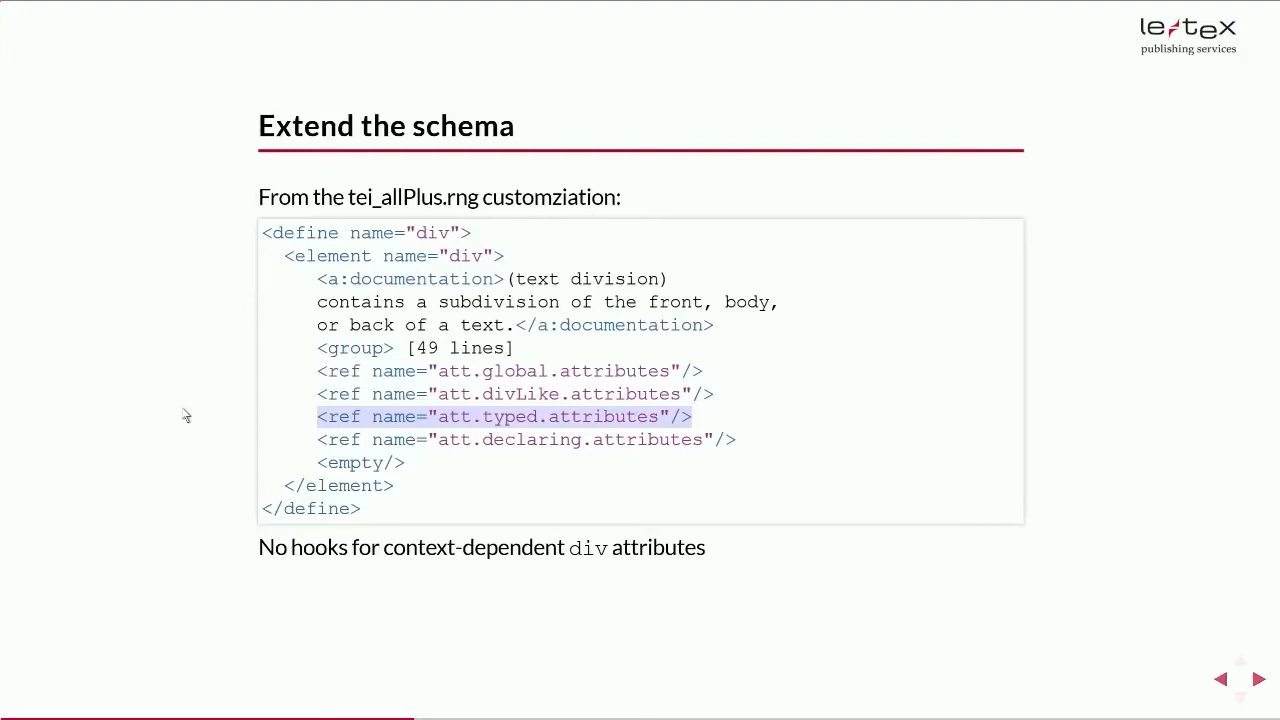 le-tex
publishing services
Extend the schema
From the tei_allPlus.rng customziation:
<define name="div">
  <element name="div">
     <a:documentation>(text division)
     contains a subdivision of the front, body,
     or back of a text.</a:documentation>
     <group> [49 lines]
     <ref name="att.global.attributes"/>
     <ref name="att.divLike.attributes"/>
     <ref name="att.typed.attributes"/>
     <ref name="att.declaring.attributes"/>
     <empty/>
  </element>
</define>
No hooks for context-dependent div attributes